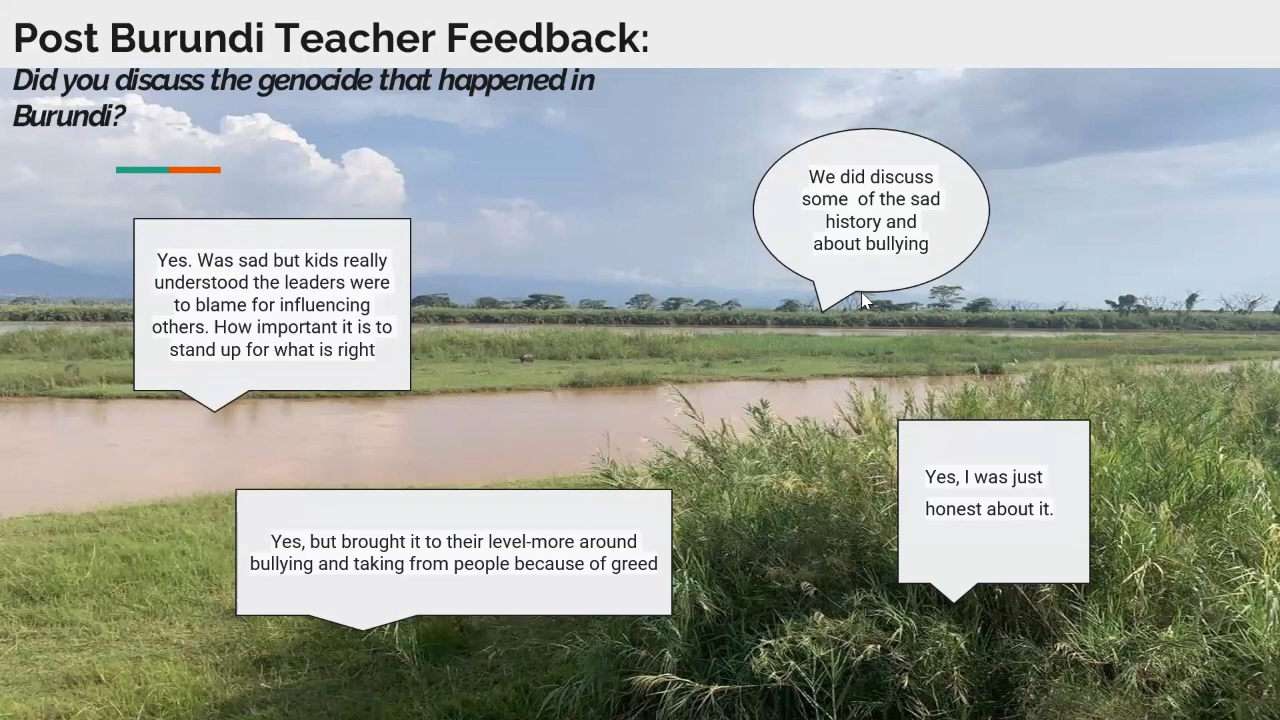 Post Burundi Teacher Feedback:
Did you discuss the genocide that happened in
Burundi?
We did discuss
some  of the sad
history and
about bullying
Yes. Was sad but kids really
understood the leaders were
to blame for influencing
others. How important it is to
stand up for what is right
Yes, I was just
honest about it.
Yes, but brought it to their level-more around
bullying and taking from people because of greed